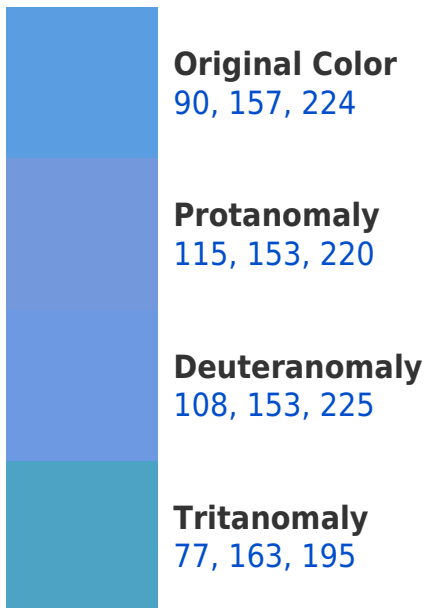 Original Color
90, 157, 224
Protanomaly
115, 153, 220
Deuteranomaly
108, 153, 225
Tritanomaly
77, 163, 195